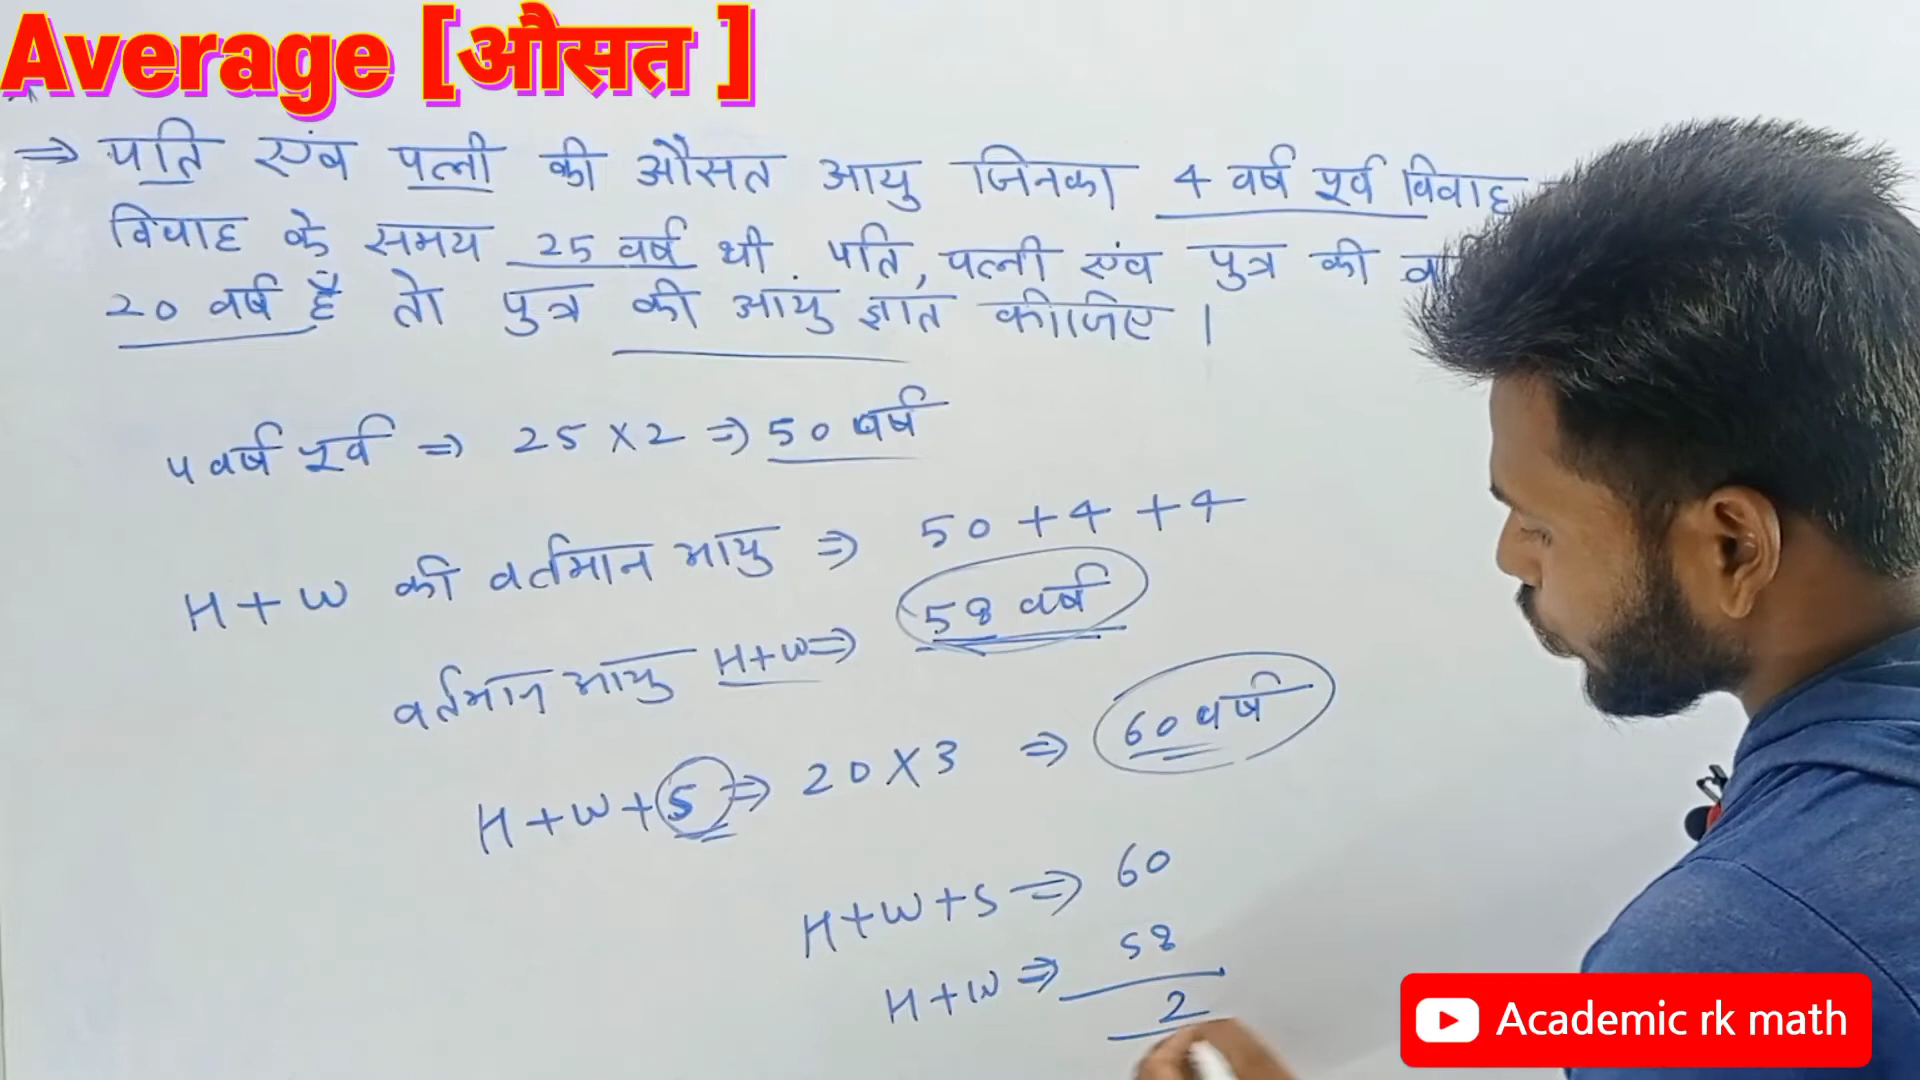 Average [औसत ]
⇒ पति एंव पत्नी की औसत आयु जिनका 4 वर्ष पूर्व विवाह
विवाह के समय 25 वर्ष थी. पति, पत्नी एंव पुत्र की
20 वर्ष है तो पुत्र की आयु ज्ञात कीजिए ।
4 वर्ष पूर्व ⇒ 25 × 2 ⇒ 50 वर्ष
H+W की वर्तमान आयु ⇒ 50 + 4 + 4
58 वर्ष
वर्तमान आयु H+W ⇒
H+W+S ⇒ 20 × 3 ⇒ 60 वर्ष
H+W+S ⇒ 60
H+W ⇒ 58
2
Academic rk math